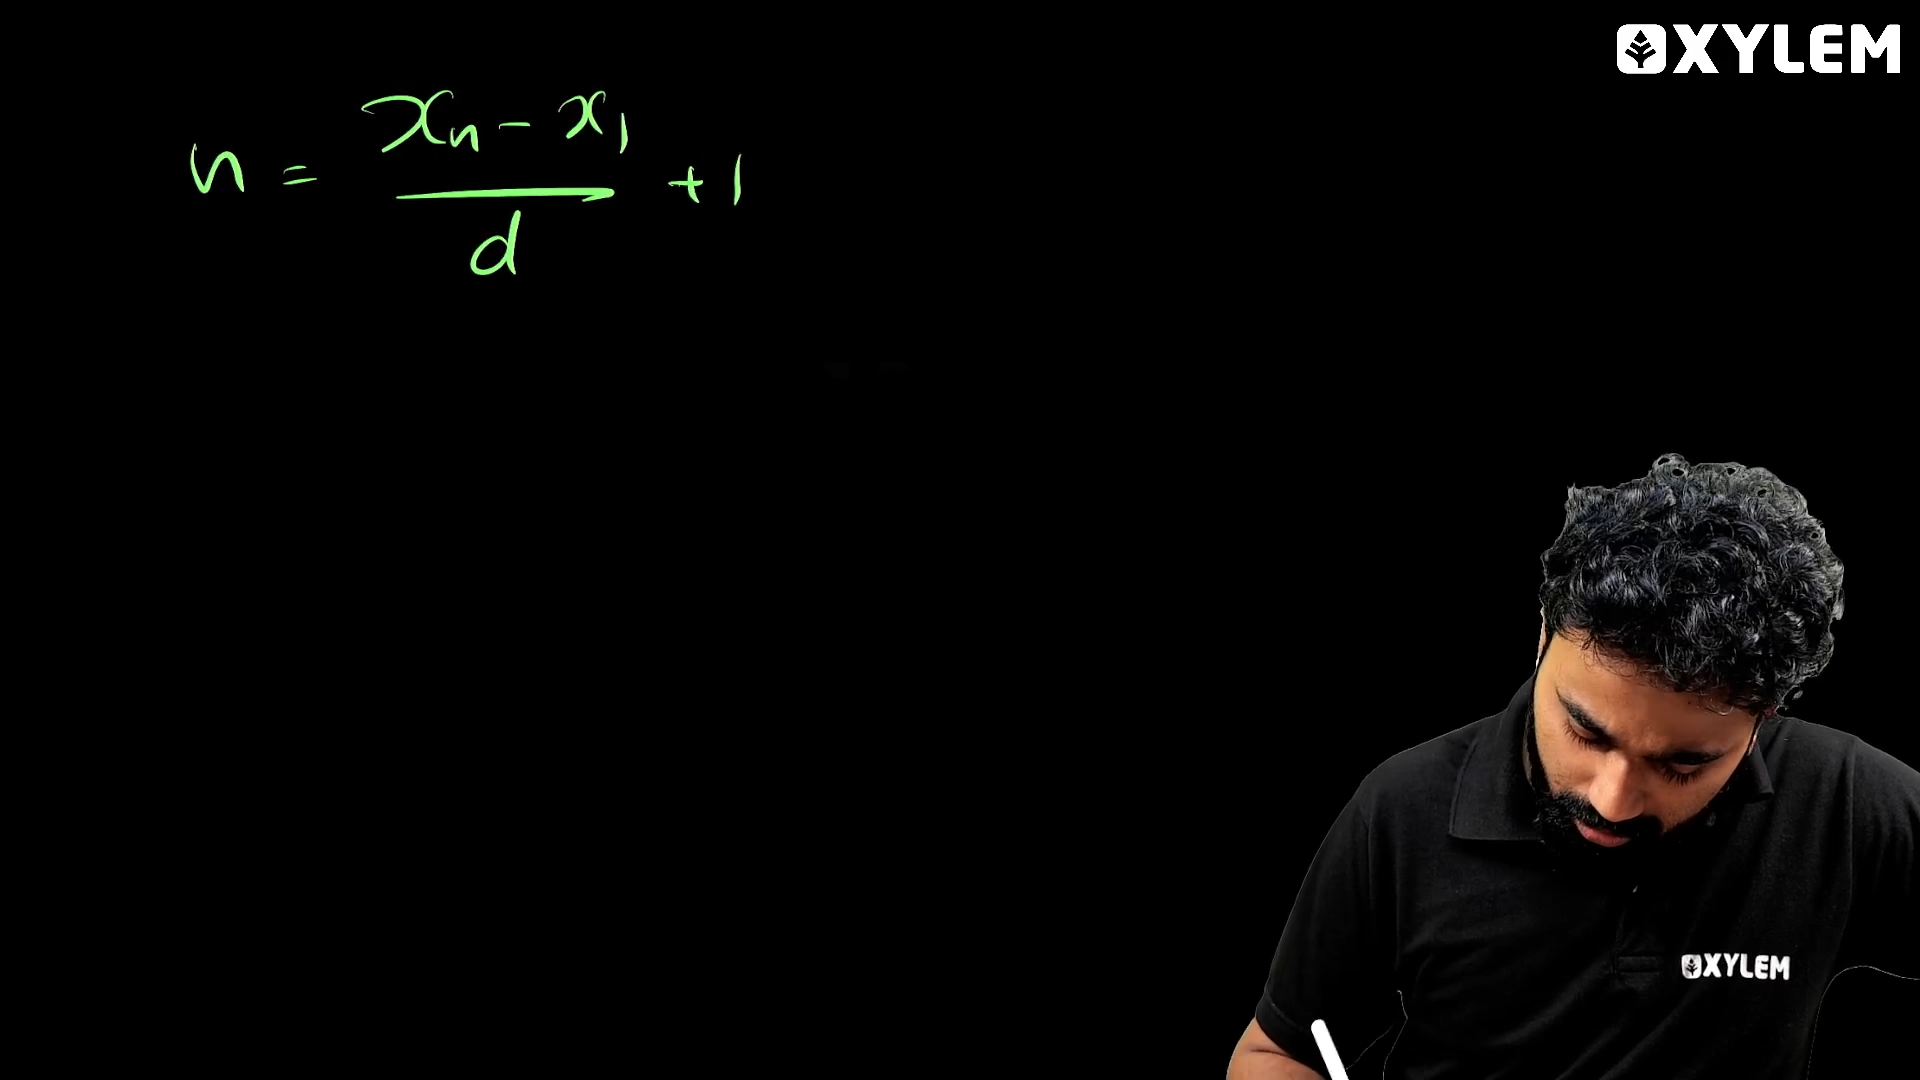 XYLEM
n = (xₙ - x₁) / d + 1
XYLEM